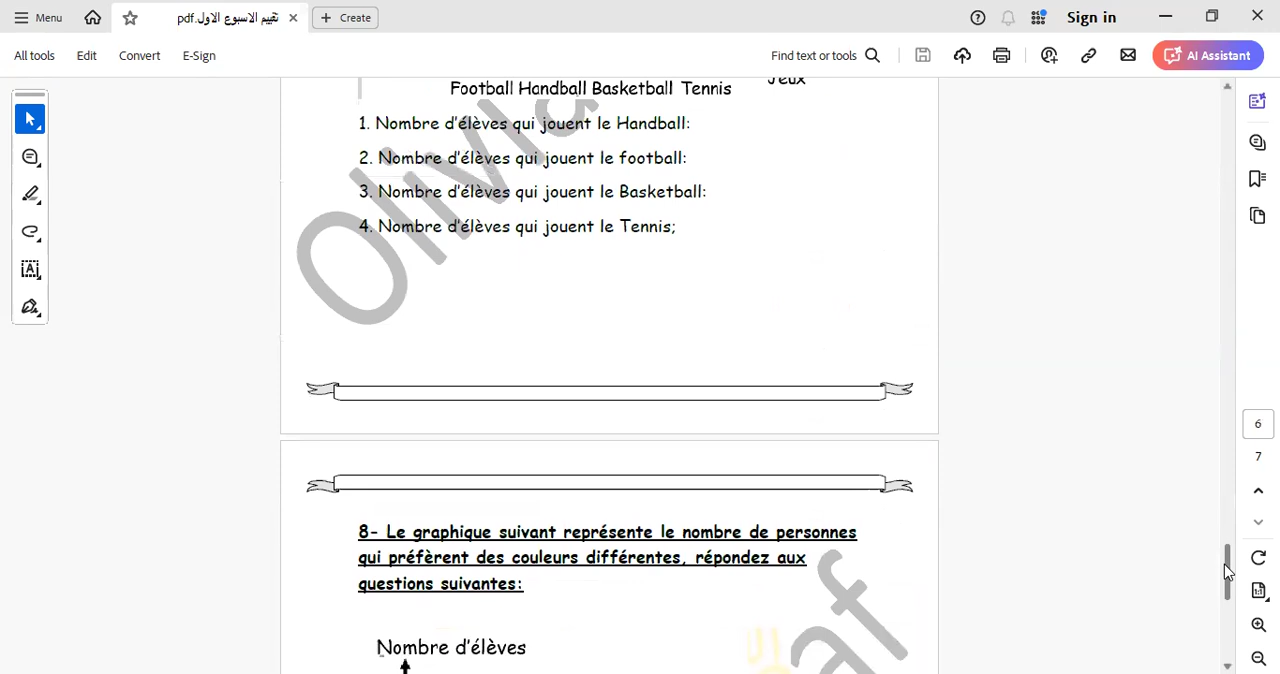 Menu
تقييم الاسبوع الاول.pdf
Create
Sign in
All tools
Edit
Convert
E-Sign
Find text or tools
AI Assistant
Jeux
Football Handball Basketball Tennis
1. Nombre d'élèves qui jouent le Handball:
2. Nombre d'élèves qui jouent le football:
3. Nombre d'élèves qui jouent le Basketball:
4. Nombre d'élèves qui jouent le Tennis;
Olivia
6
7
8- Le graphique suivant représente le nombre de personnes
qui préfèrent des couleurs différentes, répondez aux
questions suivantes:
Nombre d'élèves